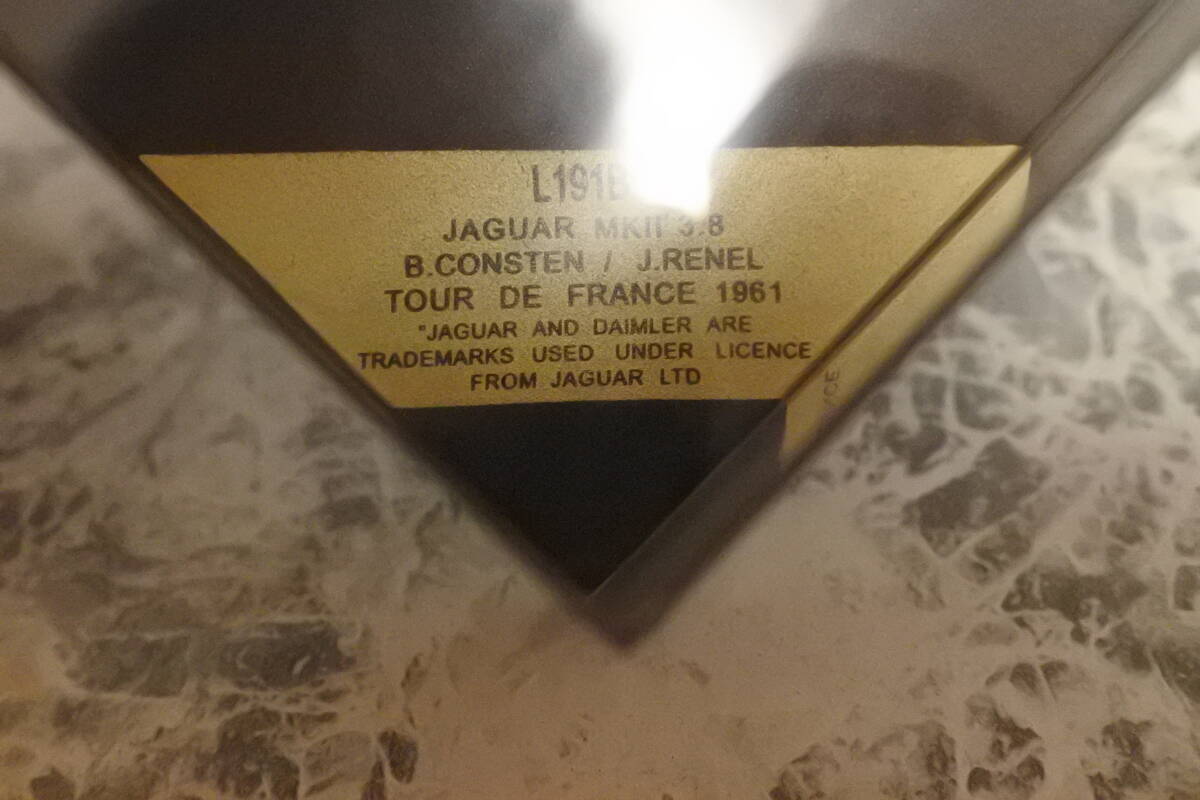 L191B
JAGUAR MKII 3.8
B.CONSTEN / J.RENEL
TOUR DE FRANCE 1961
"JAGUAR AND DAIMLER ARE
TRADEMARKS USED UNDER LICENCE
FROM JAGUAR LTD